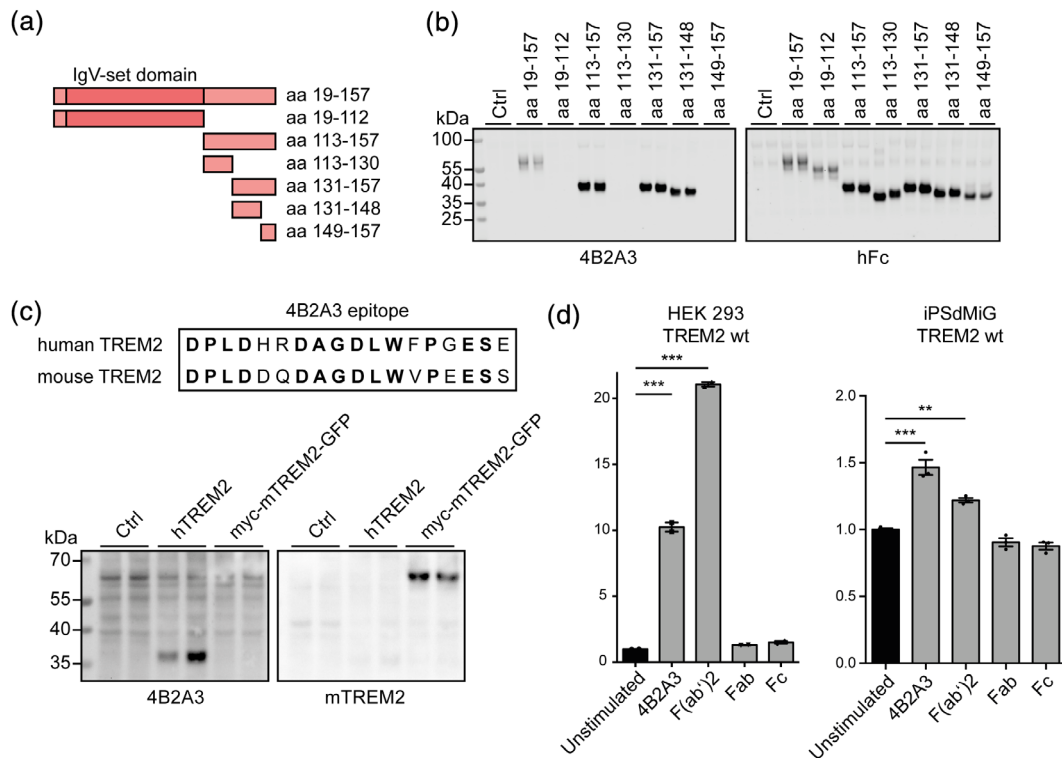 (a)
IgV-set domain
aa 19-157
aa 19-112
aa 113-157
aa 113-130
aa 131-157
aa 131-148
aa 149-157
(b)
Ctrl
aa 19-157
aa 19-112
aa 113-157
aa 113-130
aa 131-157
aa 131-148
aa 149-157
Ctrl
aa 19-157
aa 19-112
aa 113-157
aa 113-130
aa 131-157
aa 131-148
aa 149-157
kDa
100
55
40
35
25
4B2A3
hFc
(c)
4B2A3 epitope
human TREM2 DPLDHRDAGDLWFPGESE
mouse TREM2 DPLDDQDAGDLWVPEESS
Ctrl
hTREM2
myc-mTREM2-GFP
Ctrl
hTREM2
myc-mTREM2-GFP
kDa
70
55
40
35
4B2A3
mTREM2
(d)
HEK 293
TREM2 wt
***
***
20
15
10
5
0
Unstimulated
4B2A3
F(ab')2
Fab
Fc
iPSdMiG
TREM2 wt
**
***
2.0
1.5
1.0
0.5
0.0
Unstimulated
4B2A3
F(ab')2
Fab
Fc